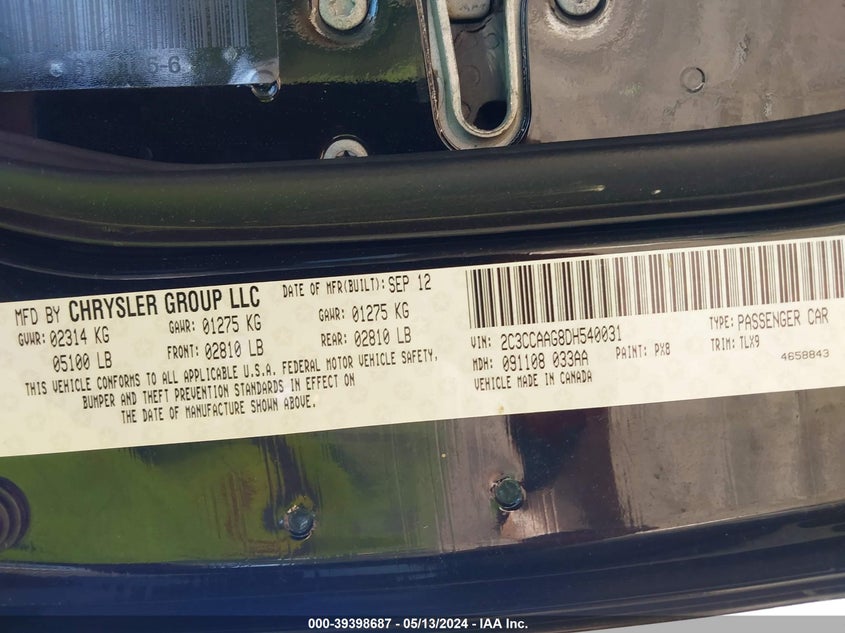 MFD BY CHRYSLER GROUP LLC DATE OF MFR(BUILT): SEP 12
GVWR: 02314 KG GAWR: 01275 KG GAWR: 01275 KG
05100 LB FRONT: 02810 LB REAR: 02810 LB
THIS VEHICLE CONFORMS TO ALL APPLICABLE U.S.A. FEDERAL MOTOR VEHICLE SAFETY,
BUMPER AND THEFT PREVENTION STANDARDS IN EFFECT ON
THE DATE OF MANUFACTURE SHOWN ABOVE.
VIN: 2C3CCAAG8DH540031 TYPE: PASSENGER CAR
MDH: 091108 033AA PAINT: PX8 TRIM: TLX9
VEHICLE MADE IN CANADA 4658843
000-39398687 - 05/13/2024 - IAA Inc.